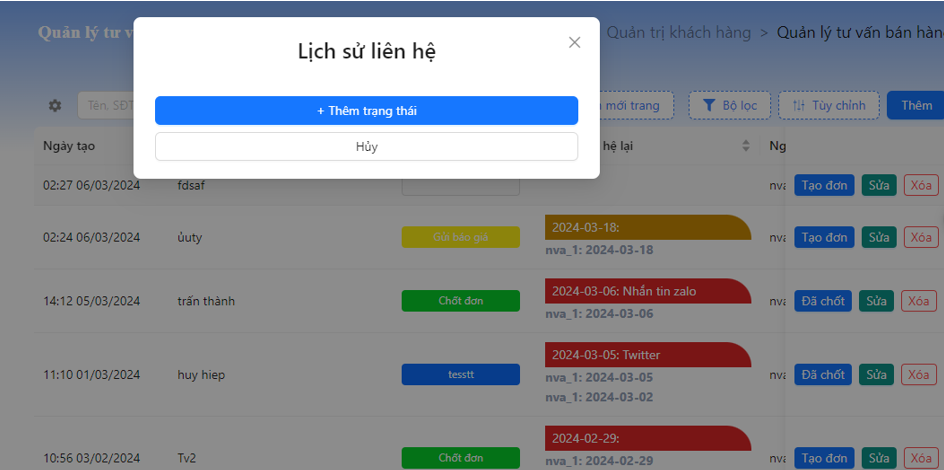 Quản lý tư v
Quản trị khách hàng > Quản lý tư vấn bán hàn
Lịch sử liên hệ
+ Thêm trạng thái
Hủy
Tên, SĐT
mới trang
Bộ lọc
Tùy chỉnh
Thêm
Ngày tạo hệ lại Ng
02:27 06/03/2024 fdsaf nva Tạo đơn Sửa Xóa
02:24 06/03/2024 ủuty Gửi báo giá 2024-03-18: nva Tạo đơn Sửa Xóa
nva_1: 2024-03-18
14:12 05/03/2024 trấn thành Chốt đơn 2024-03-06: Nhắn tin zalo nva Đã chốt Sửa Xóa
nva_1: 2024-03-06
11:10 01/03/2024 huy hiep tesstt 2024-03-05: Twitter nva Đã chốt Sửa Xóa
nva_1: 2024-03-05
nva_1: 2024-03-02
10:56 03/02/2024 Tv2 Chốt đơn 2024-02-29: nva Tạo đơn Sửa Xóa
nva_1: 2024-02-29